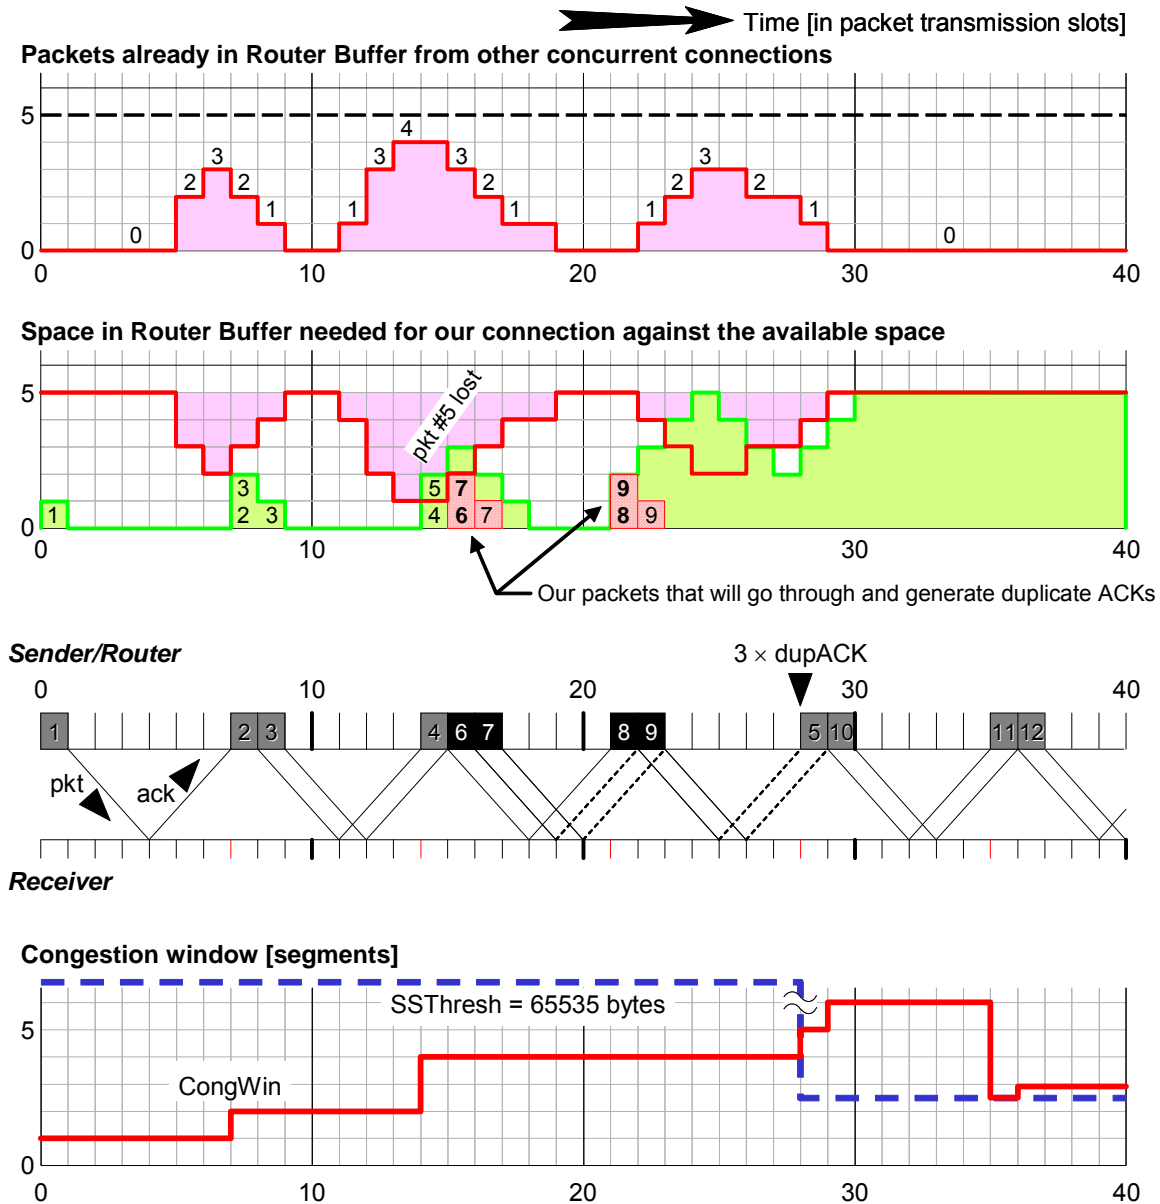 Time [in packet transmission slots]
Packets already in Router Buffer from other concurrent connections
5
4
3 3 3 3
2 2 2 2 2
1 1 1 1 1
0 0
0
0 10 20 30 40
Space in Router Buffer needed for our connection against the available space
pkt #5 lost
5
3 5 7 9
1 2 3 4 6 7 8 9
0
0 10 20 30 40
Our packets that will go through and generate duplicate ACKs
Sender/Router
3 × dupACK
0 10 20 30 40
1 2 3 4 6 7 8 9 5 10 11 12
pkt ack
Receiver
Congestion window [segments]
SSThresh = 65535 bytes
5
CongWin
0
0 10 20 30 40